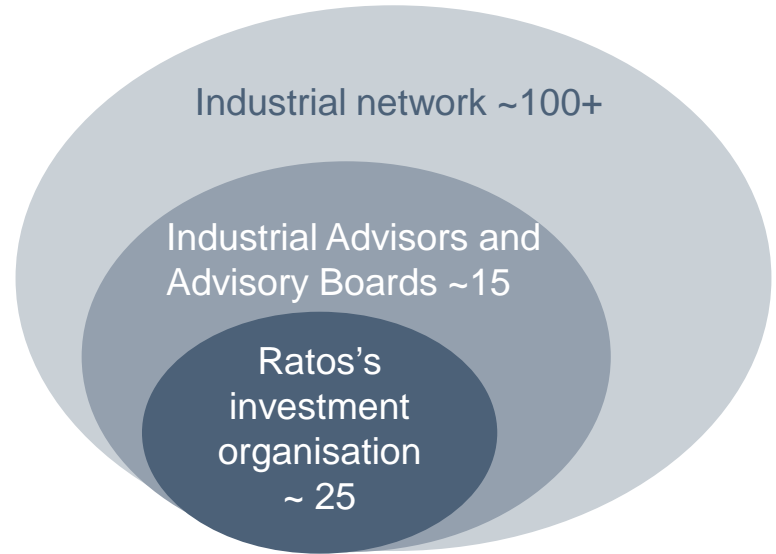 Industrial network ~100+
Industrial Advisors and
Advisory Boards ~15
Ratos's
investment
organisation
~ 25